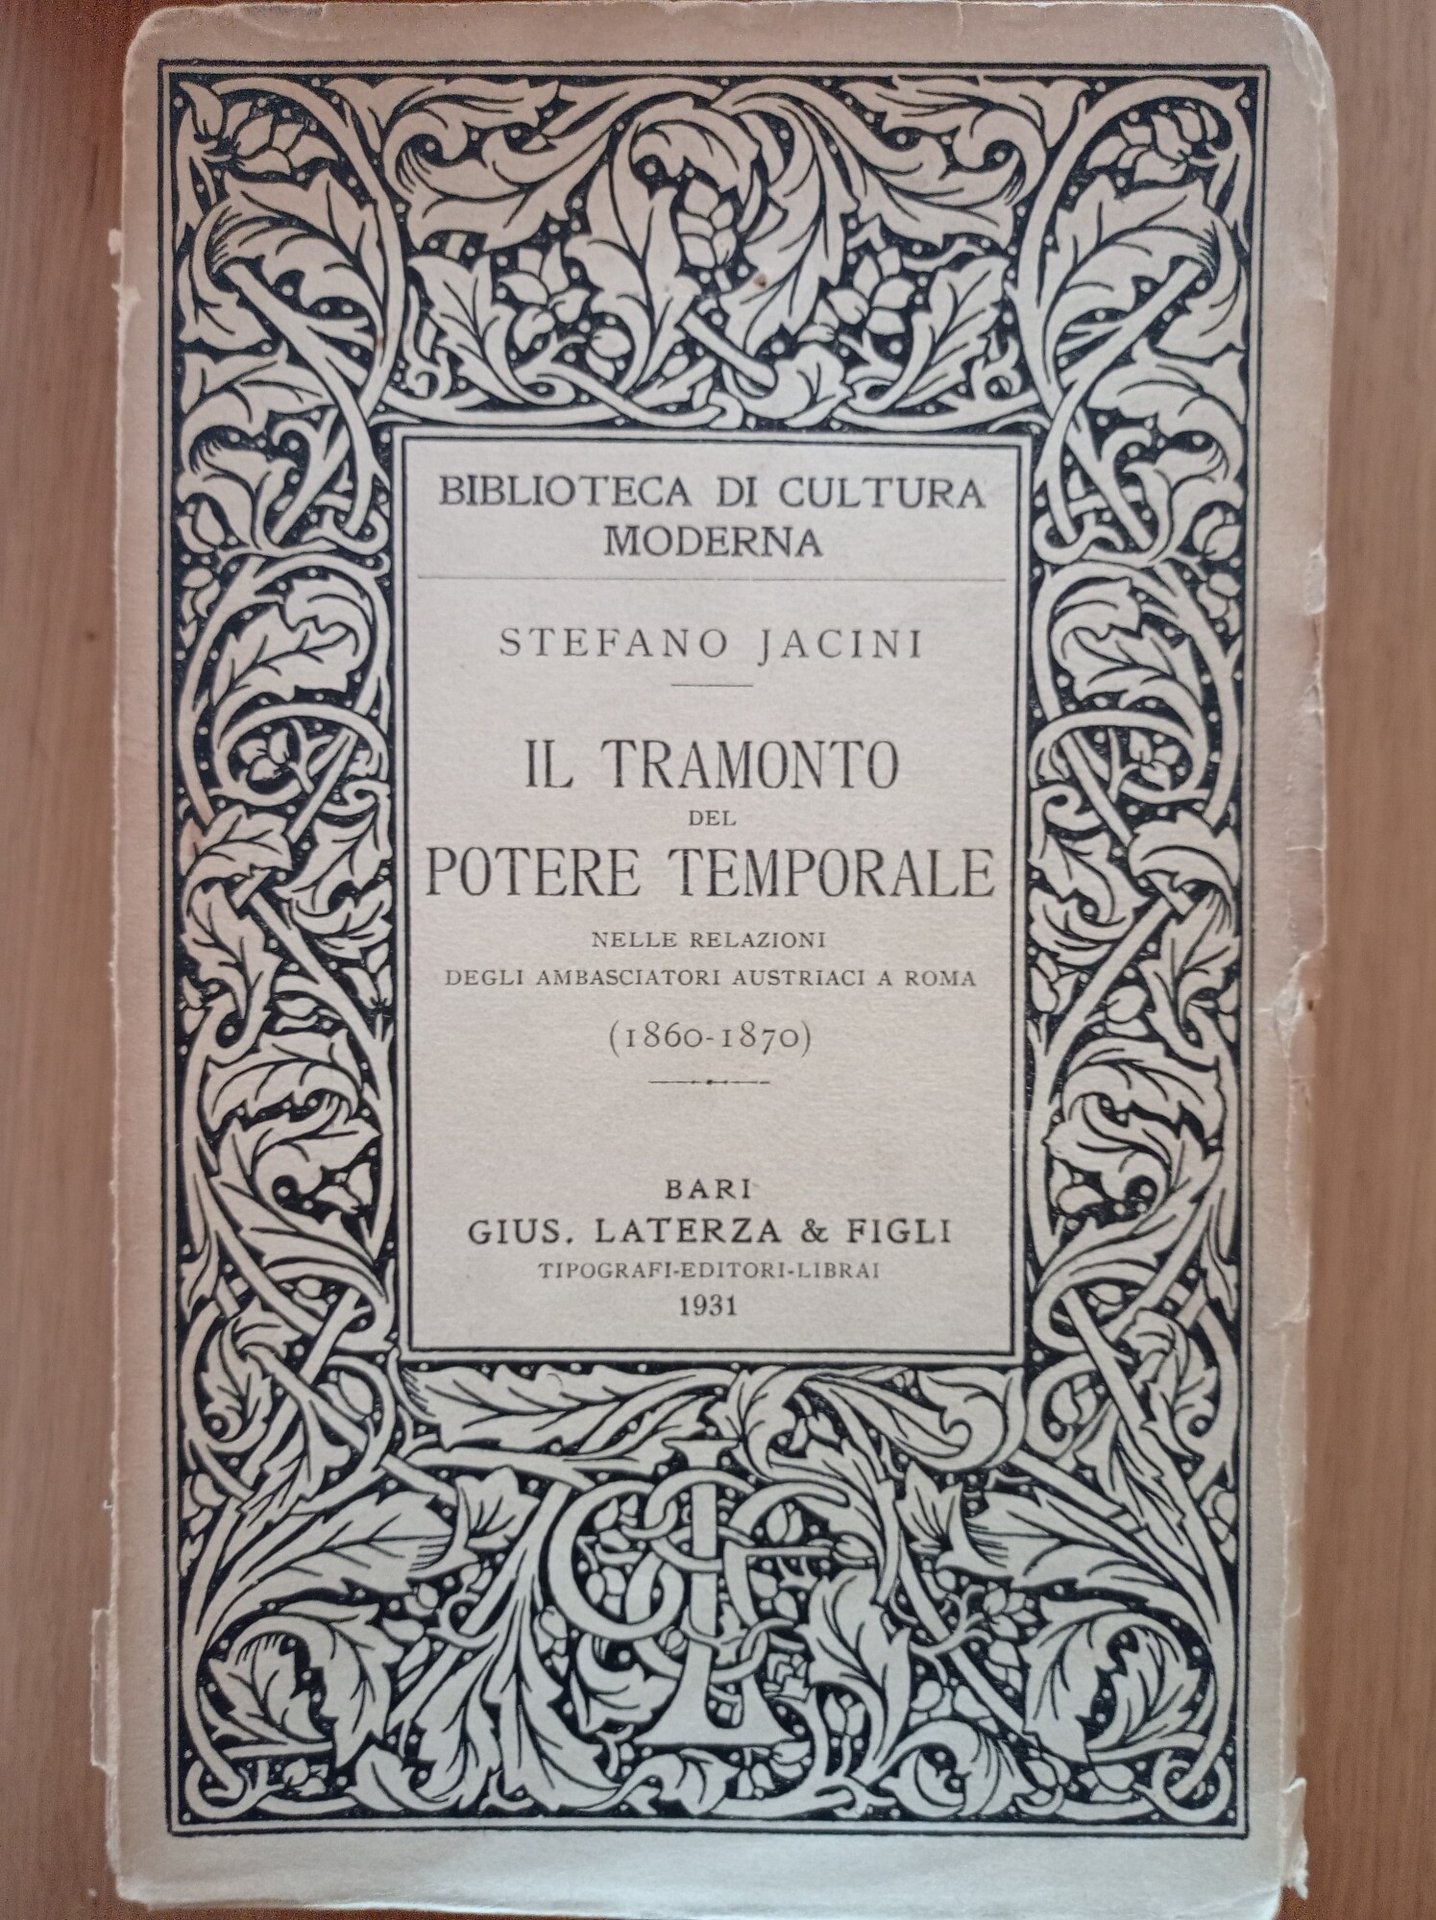 BIBLIOTECA DI CULTURA
MODERNA
STEFANO JACINI
IL TRAMONTO
DEL
POTERE TEMPORALE
NELLE RELAZIONI
DEGLI AMBASCIATORI AUSTRIACI A ROMA
(1860-1870)
BARI
GIUS. LATERZA & FIGLI
TIPOGRAFI-EDITORI-LIBRAI
1931